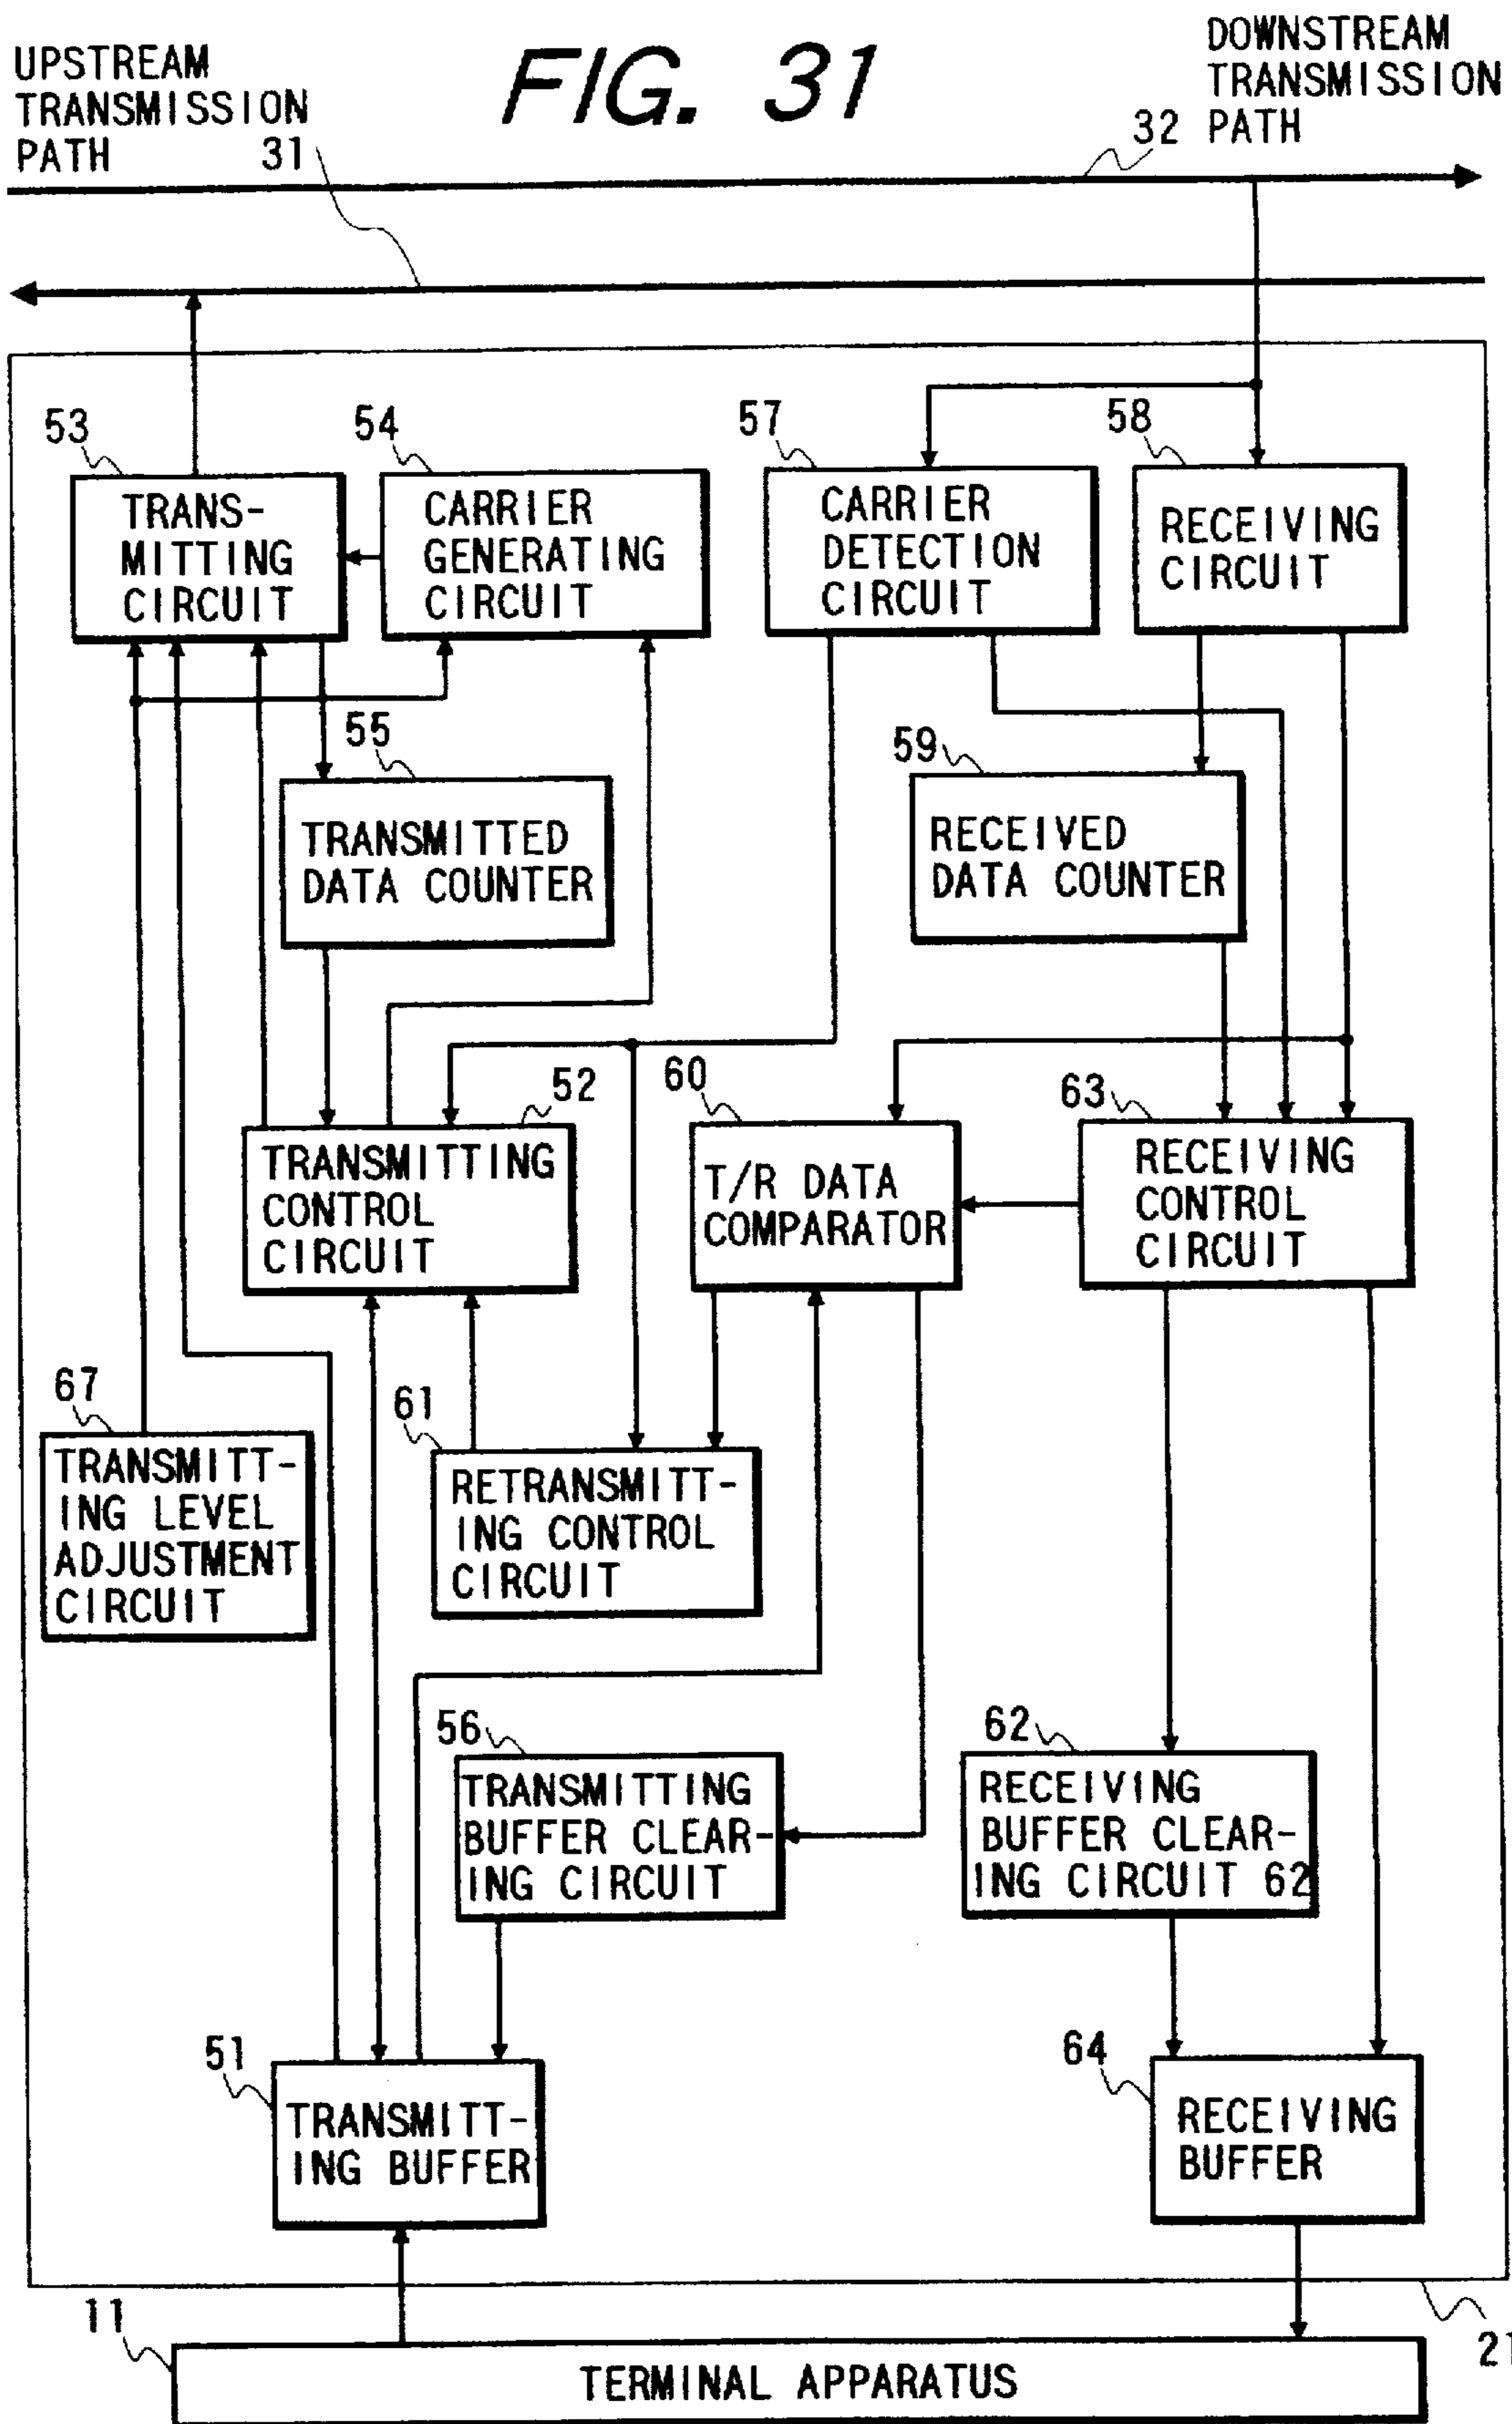 FIG. 31
UPSTREAM
TRANSMISSION
PATH
31
DOWNSTREAM
TRANSMISSION
PATH
32
53
TRANS-
MITTING
CIRCUIT
54
CARRIER
GENERATING
CIRCUIT
57
CARRIER
DETECTION
CIRCUIT
58
RECEIVING
CIRCUIT
55
TRANSMITTED
DATA COUNTER
59
RECEIVED
DATA COUNTER
52
TRANSMITTING
CONTROL
CIRCUIT
60
T/R DATA
COMPARATOR
63
RECEIVING
CONTROL
CIRCUIT
67
TRANSMITT-
ING LEVEL
ADJUSTMENT
CIRCUIT
61
RETRANSMITT-
ING CONTROL
CIRCUIT
56
TRANSMITTING
BUFFER CLEAR-
ING CIRCUIT
62
RECEIVING
BUFFER CLEAR-
ING CIRCUIT 62
51
TRANSMITT-
ING BUFFER
64
RECEIVING
BUFFER
11
TERMINAL APPARATUS
21